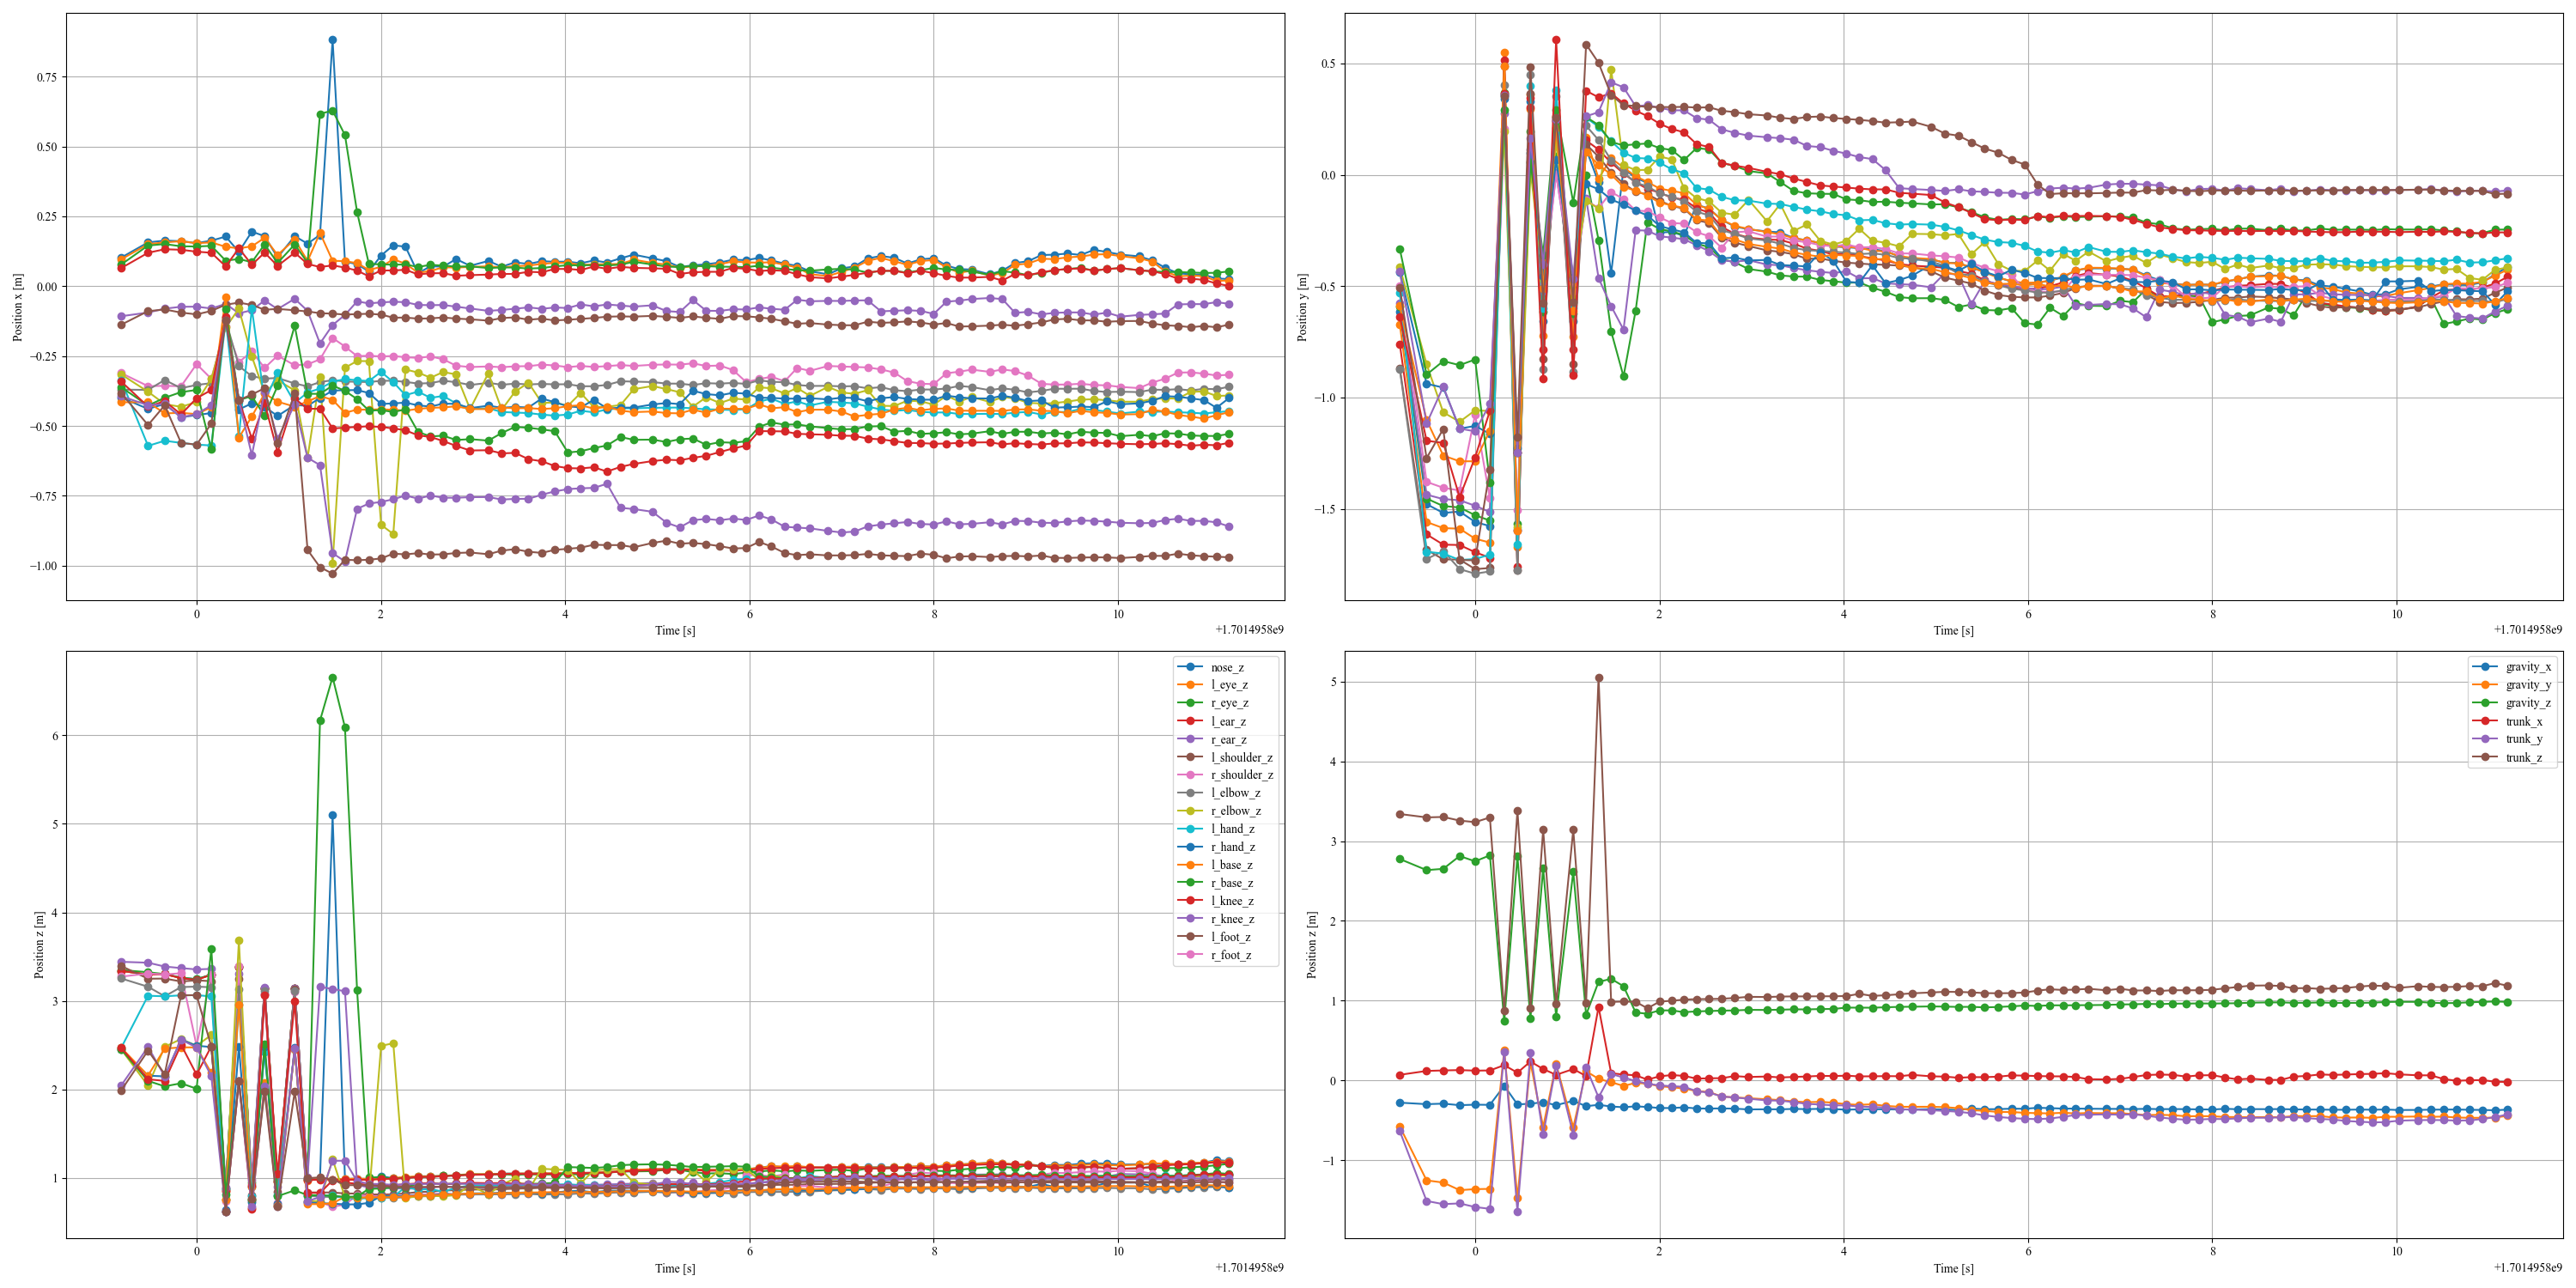 Position x [m]
0.75
0.50
0.25
0.00
−0.25
−0.50
−0.75
−1.00
0 2 4 6 8 10
Time [s]
+1.7014958e9
Position y [m]
0.5
0.0
−0.5
−1.0
−1.5
0 2 4 6 8 10
Time [s]
+1.7014958e9
Position z [m]
6
5
4
3
2
1
0 2 4 6 8 10
Time [s]
+1.7014958e9
nose_z
l_eye_z
r_eye_z
l_ear_z
r_ear_z
l_shoulder_z
r_shoulder_z
l_elbow_z
r_elbow_z
l_hand_z
r_hand_z
l_base_z
r_base_z
l_knee_z
r_knee_z
l_foot_z
r_foot_z
Position z [m]
5
4
3
2
1
0
−1
0 2 4 6 8 10
Time [s]
+1.7014958e9
gravity_x
gravity_y
gravity_z
trunk_x
trunk_y
trunk_z